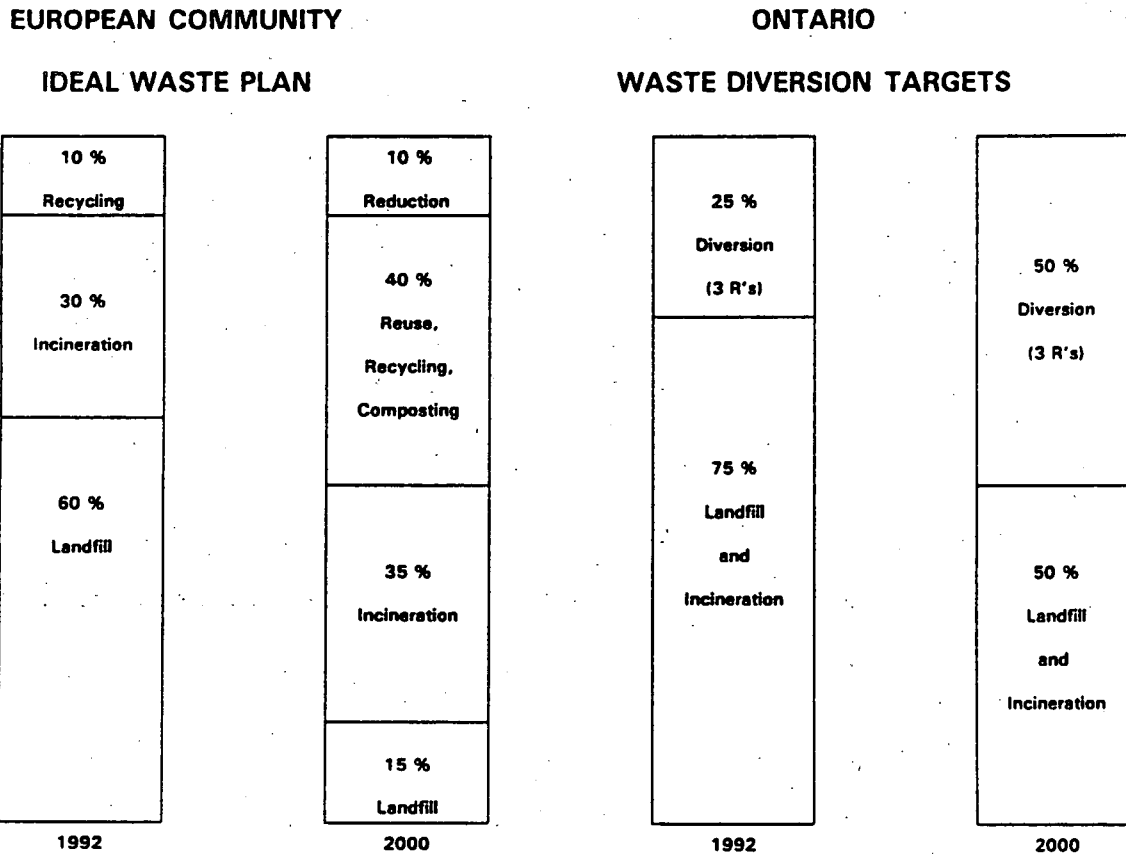 EUROPEAN COMMUNITY
IDEAL WASTE PLAN
10 %
Recycling
30 %
Incineration
60 %
Landfill
1992
10 %
Reduction
40 %
Reuse,
Recycling,
Composting
35 %
Incineration
15 %
Landfill
2000
ONTARIO
WASTE DIVERSION TARGETS
25 %
Diversion
(3 R's)
75 %
Landfill
and
Incineration
1992
50 %
Diversion
(3 R's)
50 %
Landfill
and
Incineration
2000